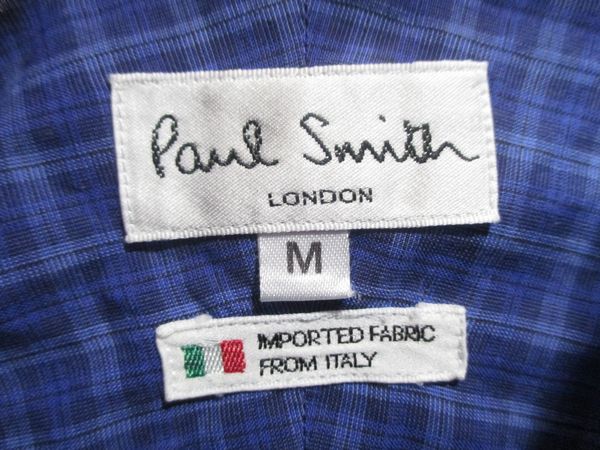 Paul Smith
LONDON
M
IMPORTED FABRIC
FROM ITALY